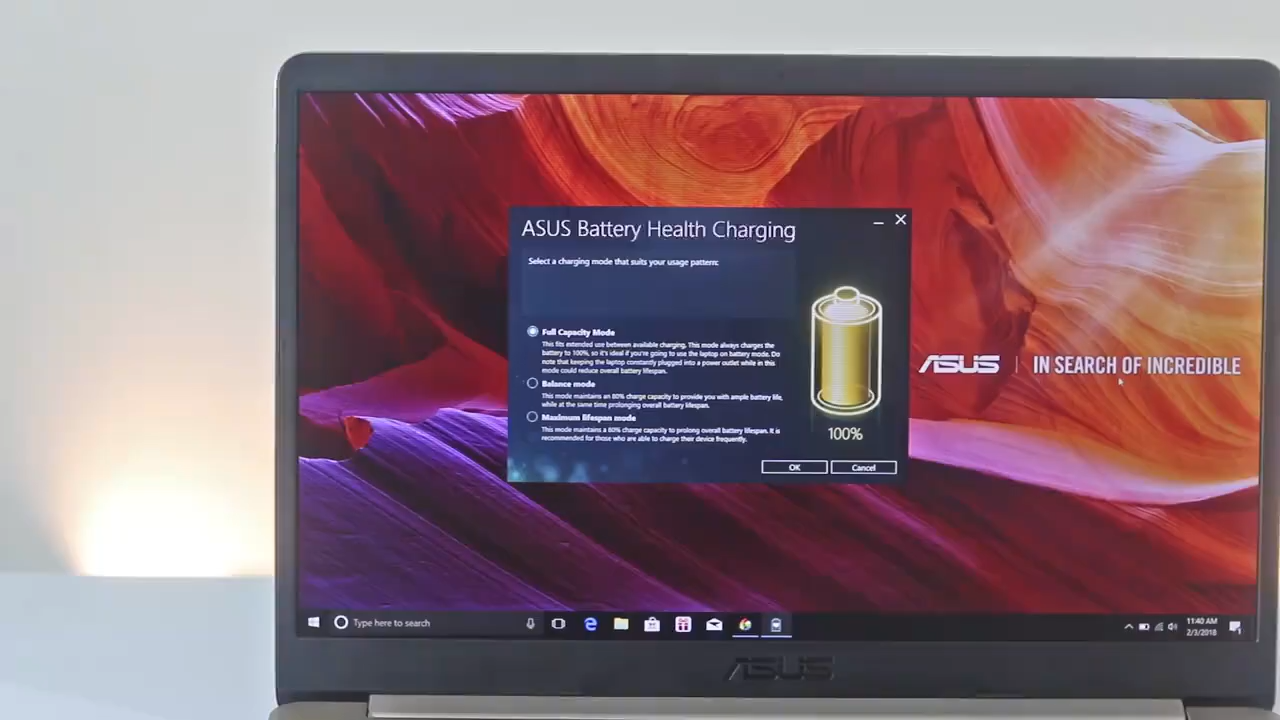 ASUS Battery Health Charging
Select a charging mode that suits your usage pattern:
Full Capacity Mode
This fits extended use between available charging. This mode always charges the
battery to 100%, so it's ideal if you're going to use the laptop on battery mode. Do
note that keeping the laptop constantly plugged into a power outlet while in this
mode could reduce overall battery lifespan.
Balance mode
This mode maintains an 80% charge capacity to provide you with ample battery life,
while at the same time prolonging overall battery lifespan.
Maximum lifespan mode
This mode maintains a 60% charge capacity to prolong overall battery lifespan. It is
recommended for those who are able to charge their device frequently.
100%
OK
Cancel
ASUS
IN SEARCH OF INCREDIBLE
Type here to search
11:40 AM
2/3/2018
ASUS